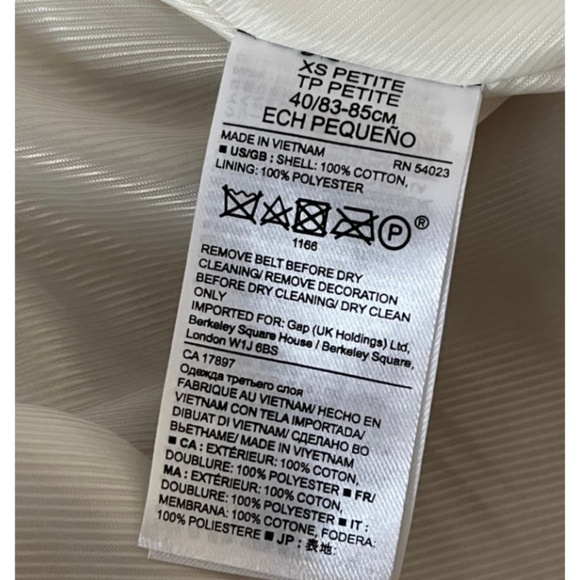 XS PETITE
TP PETITE
40/83-85см
ECH PEQUEÑO
MADE IN VIETNAM RN 54023
■ US/GB : SHELL: 100% COTTON,
LINING: 100% POLYESTER
P ®
1166
REMOVE BELT BEFORE DRY
CLEANING/ REMOVE DECORATION
BEFORE DRY CLEANING/ DRY CLEAN
ONLY
IMPORTED FOR: Gap (UK Holdings) Ltd,
Berkeley Square House / Berkeley Square,
London W1J 6BS
CA 17897
Одежда третьего слоя
FABRIQUE AU VIETNAM/ HECHO EN
VIETNAM CON TELA IMPORTADA/
DIBUAT DI VIETNAM/ СДЕЛАНО ВО
ВЬЕТНАМЕ/ MADE IN VIYETNAM
■ CA : EXTÉRIEUR: 100% COTON,
DOUBLURE: 100% POLYESTER ■ FR/
MA : EXTÉRIEUR: 100% COTON,
DOUBLURE: 100% POLYESTER ■ IT :
MEMBRANA: 100% COTONE, FODERA:
100% POLIESTERE ■ JP : 表地: